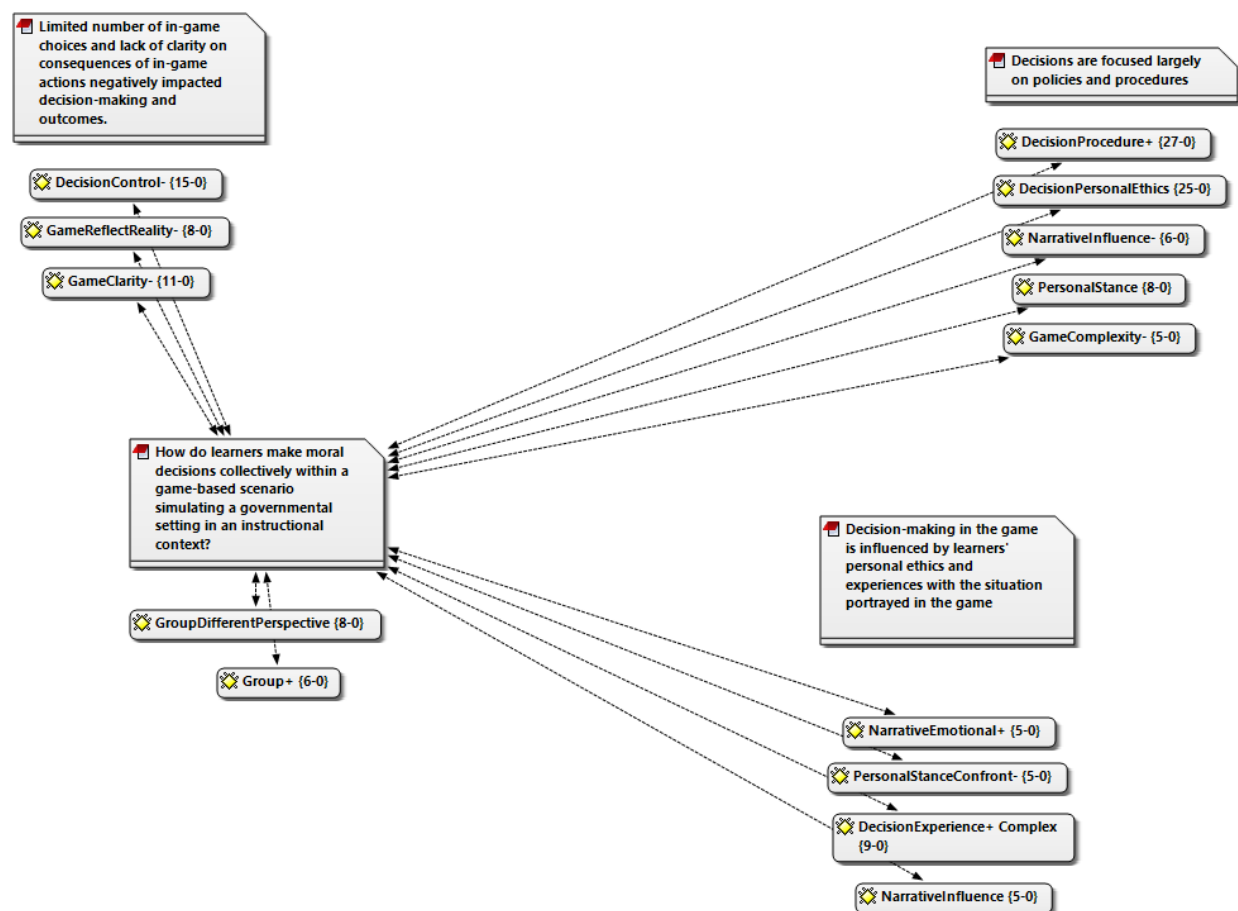 Limited number of in-game
choices and lack of clarity on
consequences of in-game
actions negatively impacted
decision-making and
outcomes.
Decisions are focused largely
on policies and procedures
DecisionProcedure+ {27-0}
DecisionControl- {15-0}
DecisionPersonalEthics {25-0}
GameReflectReality- {8-0}
NarrativeInfluence- {6-0}
GameClarity- {11-0}
PersonalStance {8-0}
GameComplexity- {5-0}
How do learners make moral
decisions collectively within a
game-based scenario
simulating a governmental
setting in an instructional
context?
Decision-making in the game
is influenced by learners'
personal ethics and
experiences with the situation
portrayed in the game
GroupDifferentPerspective {8-0}
Group+ {6-0}
NarrativeEmotional+ {5-0}
PersonalStanceConfront- {5-0}
DecisionExperience+ Complex
{9-0}
NarrativeInfluence {5-0}